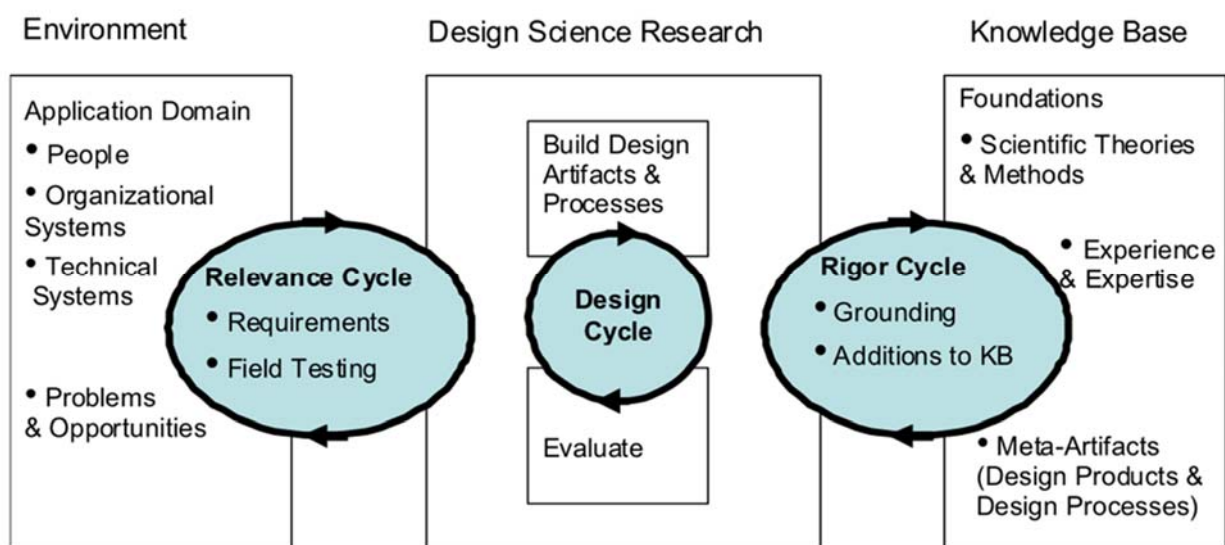 Environment
Design Science Research
Knowledge Base
Application Domain
• People
• Organizational
Systems
• Technical
Systems
• Problems
& Opportunities
Relevance Cycle
• Requirements
• Field Testing
Build Design
Artifacts &
Processes
Design
Cycle
Evaluate
Rigor Cycle
• Grounding
• Additions to KB
Foundations
• Scientific Theories
& Methods
• Experience
& Expertise
• Meta-Artifacts
(Design Products &
Design Processes)